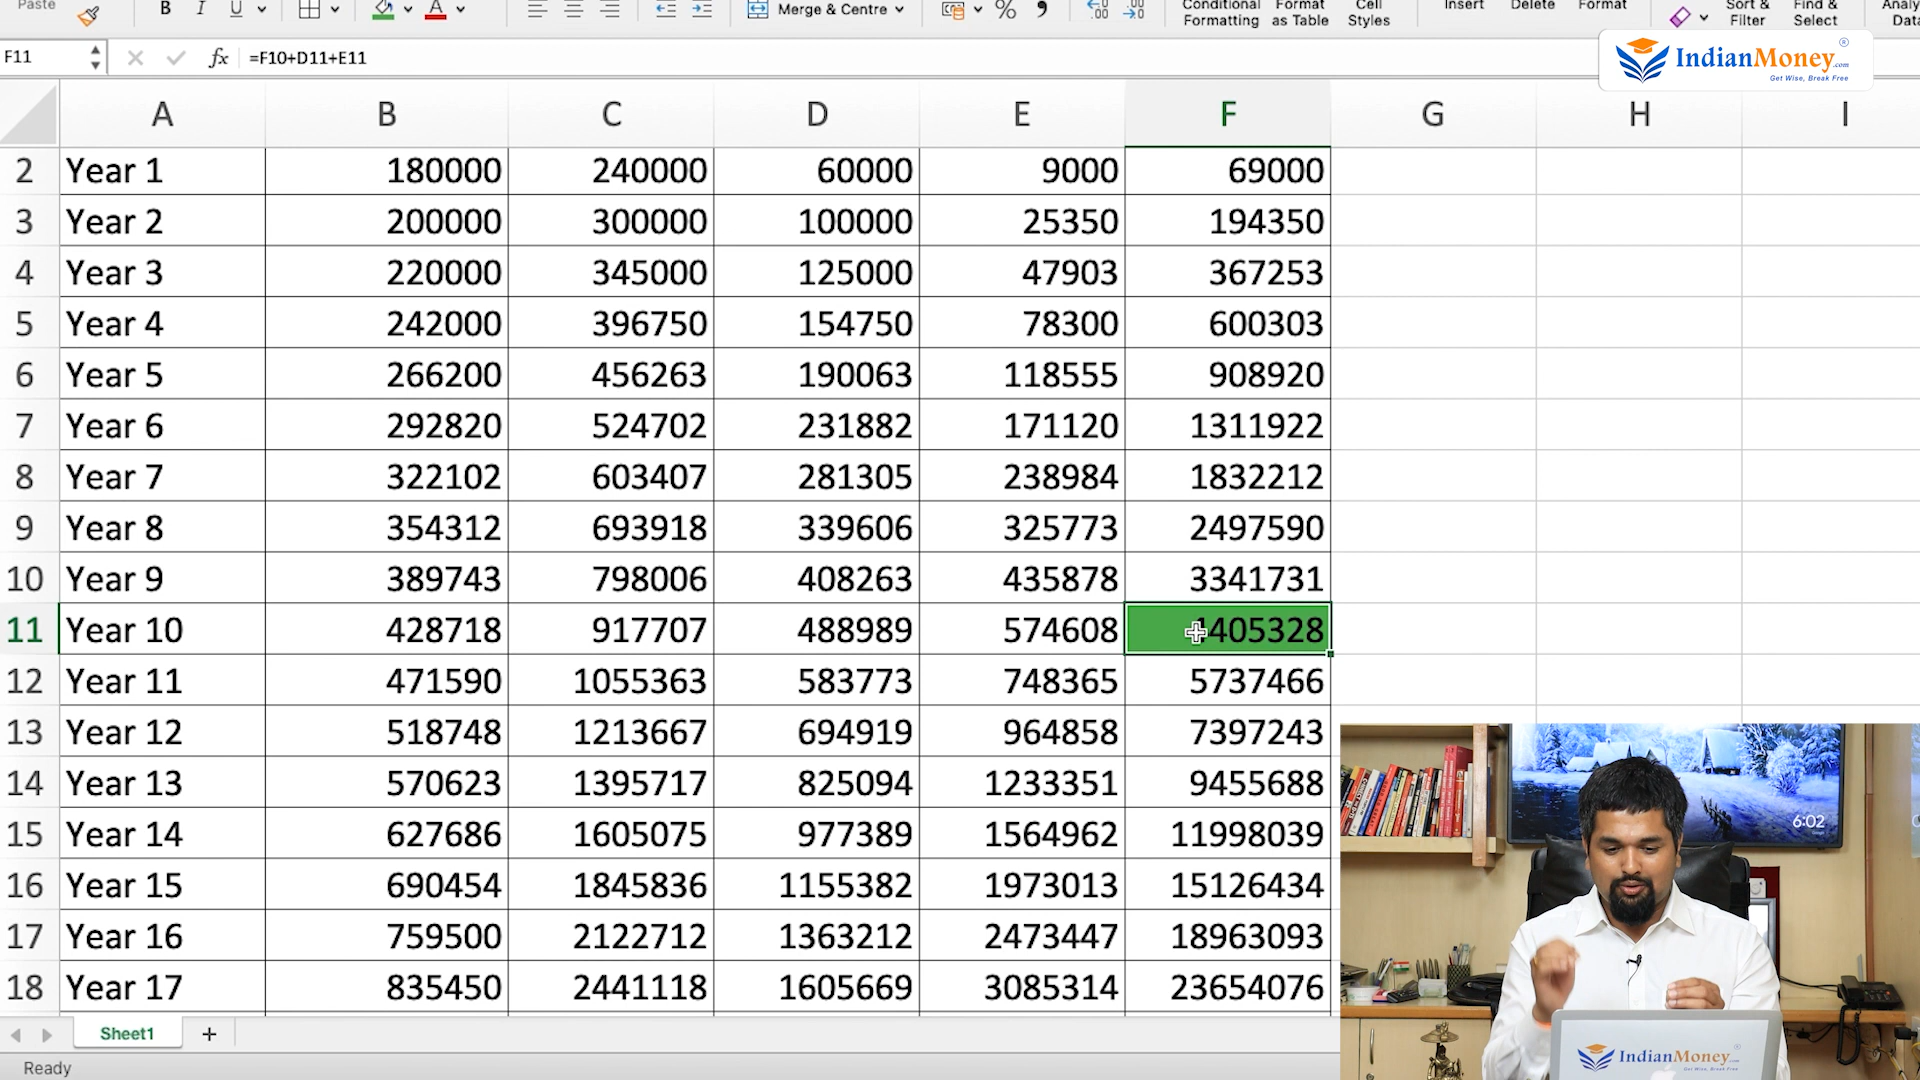 Paste
B I U
A
Merge & Centre
%
Conditional Formatting
Format as Table
Cell Styles
Insert
Delete
Format
Sort & Filter
Find & Select
F11
fx
=F10+D11+E11
IndianMoney.com
®
Get Wise, Break Free
A B C D E F G H I
2 Year 1 180000 240000 60000 9000 69000
3 Year 2 200000 300000 100000 25350 194350
4 Year 3 220000 345000 125000 47903 367253
5 Year 4 242000 396750 154750 78300 600303
6 Year 5 266200 456263 190063 118555 908920
7 Year 6 292820 524702 231882 171120 1311922
8 Year 7 322102 603407 281305 238984 1832212
9 Year 8 354312 693918 339606 325773 2497590
10 Year 9 389743 798006 408263 435878 3341731
11 Year 10 428718 917707 488989 574608 4405328
12 Year 11 471590 1055363 583773 748365 5737466
13 Year 12 518748 1213667 694919 964858 7397243
14 Year 13 570623 1395717 825094 1233351 9455688
15 Year 14 627686 1605075 977389 1564962 11998039
16 Year 15 690454 1845836 1155382 1973013 15126434
17 Year 16 759500 2122712 1363212 2473447 18963093
18 Year 17 835450 2441118 1605669 3085314 23654076
6:02
Sheet1 +
Ready
IndianMoney
Get Wise, Break Free